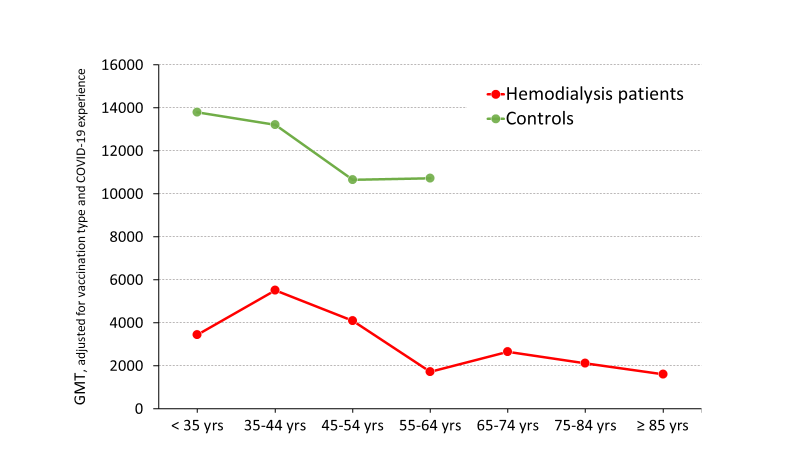 GMT, adjusted for vaccination type and COVID-19 experience
16000
14000
12000
10000
8000
6000
4000
2000
0
Hemodialysis patients
Controls
< 35 yrs 35-44 yrs 45-54 yrs 55-64 yrs 65-74 yrs 75-84 yrs ≥ 85 yrs